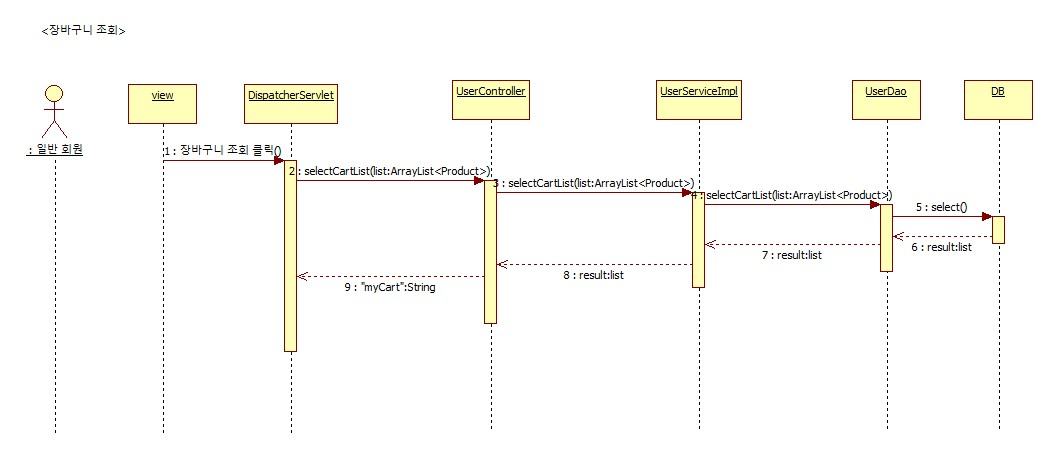 <장바구니 조회>
: 일반 회원
view
DispatcherServlet
UserController
UserServiceImpl
UserDao
DB
1 : 장바구니 조회 클릭()
2 : selectCartList(list:ArrayList<Product>)
3 : selectCartList(list:ArrayList<Product>)
4 : selectCartList(list:ArrayList<Product>)
5 : select()
6 : result:list
7 : result:list
8 : result:list
9 : "myCart":String